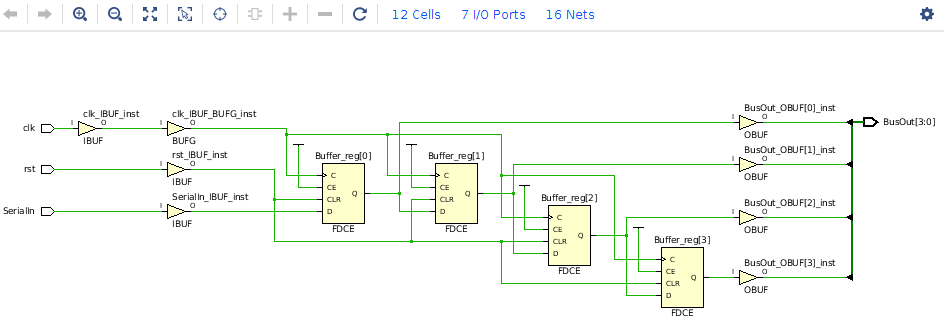 12 Cells 7 I/O Ports 16 Nets
clk
I
clk_IBUF_inst
O
IBUF
I
clk_IBUF_BUFG_inst
O
BUFG
rst
I
rst_IBUF_inst
O
IBUF
SerialIn
I
SerialIn_IBUF_inst
O
IBUF
Buffer_reg[0]
C
CE
CLR
D
Q
FDCE
Buffer_reg[1]
C
CE
CLR
D
Q
FDCE
Buffer_reg[2]
C
CE
CLR
D
Q
FDCE
Buffer_reg[3]
C
CE
CLR
D
Q
FDCE
BusOut_OBUF[0]_inst
I
O
OBUF
BusOut_OBUF[1]_inst
I
O
OBUF
BusOut_OBUF[2]_inst
I
O
OBUF
BusOut_OBUF[3]_inst
I
O
OBUF
BusOut[3:0]